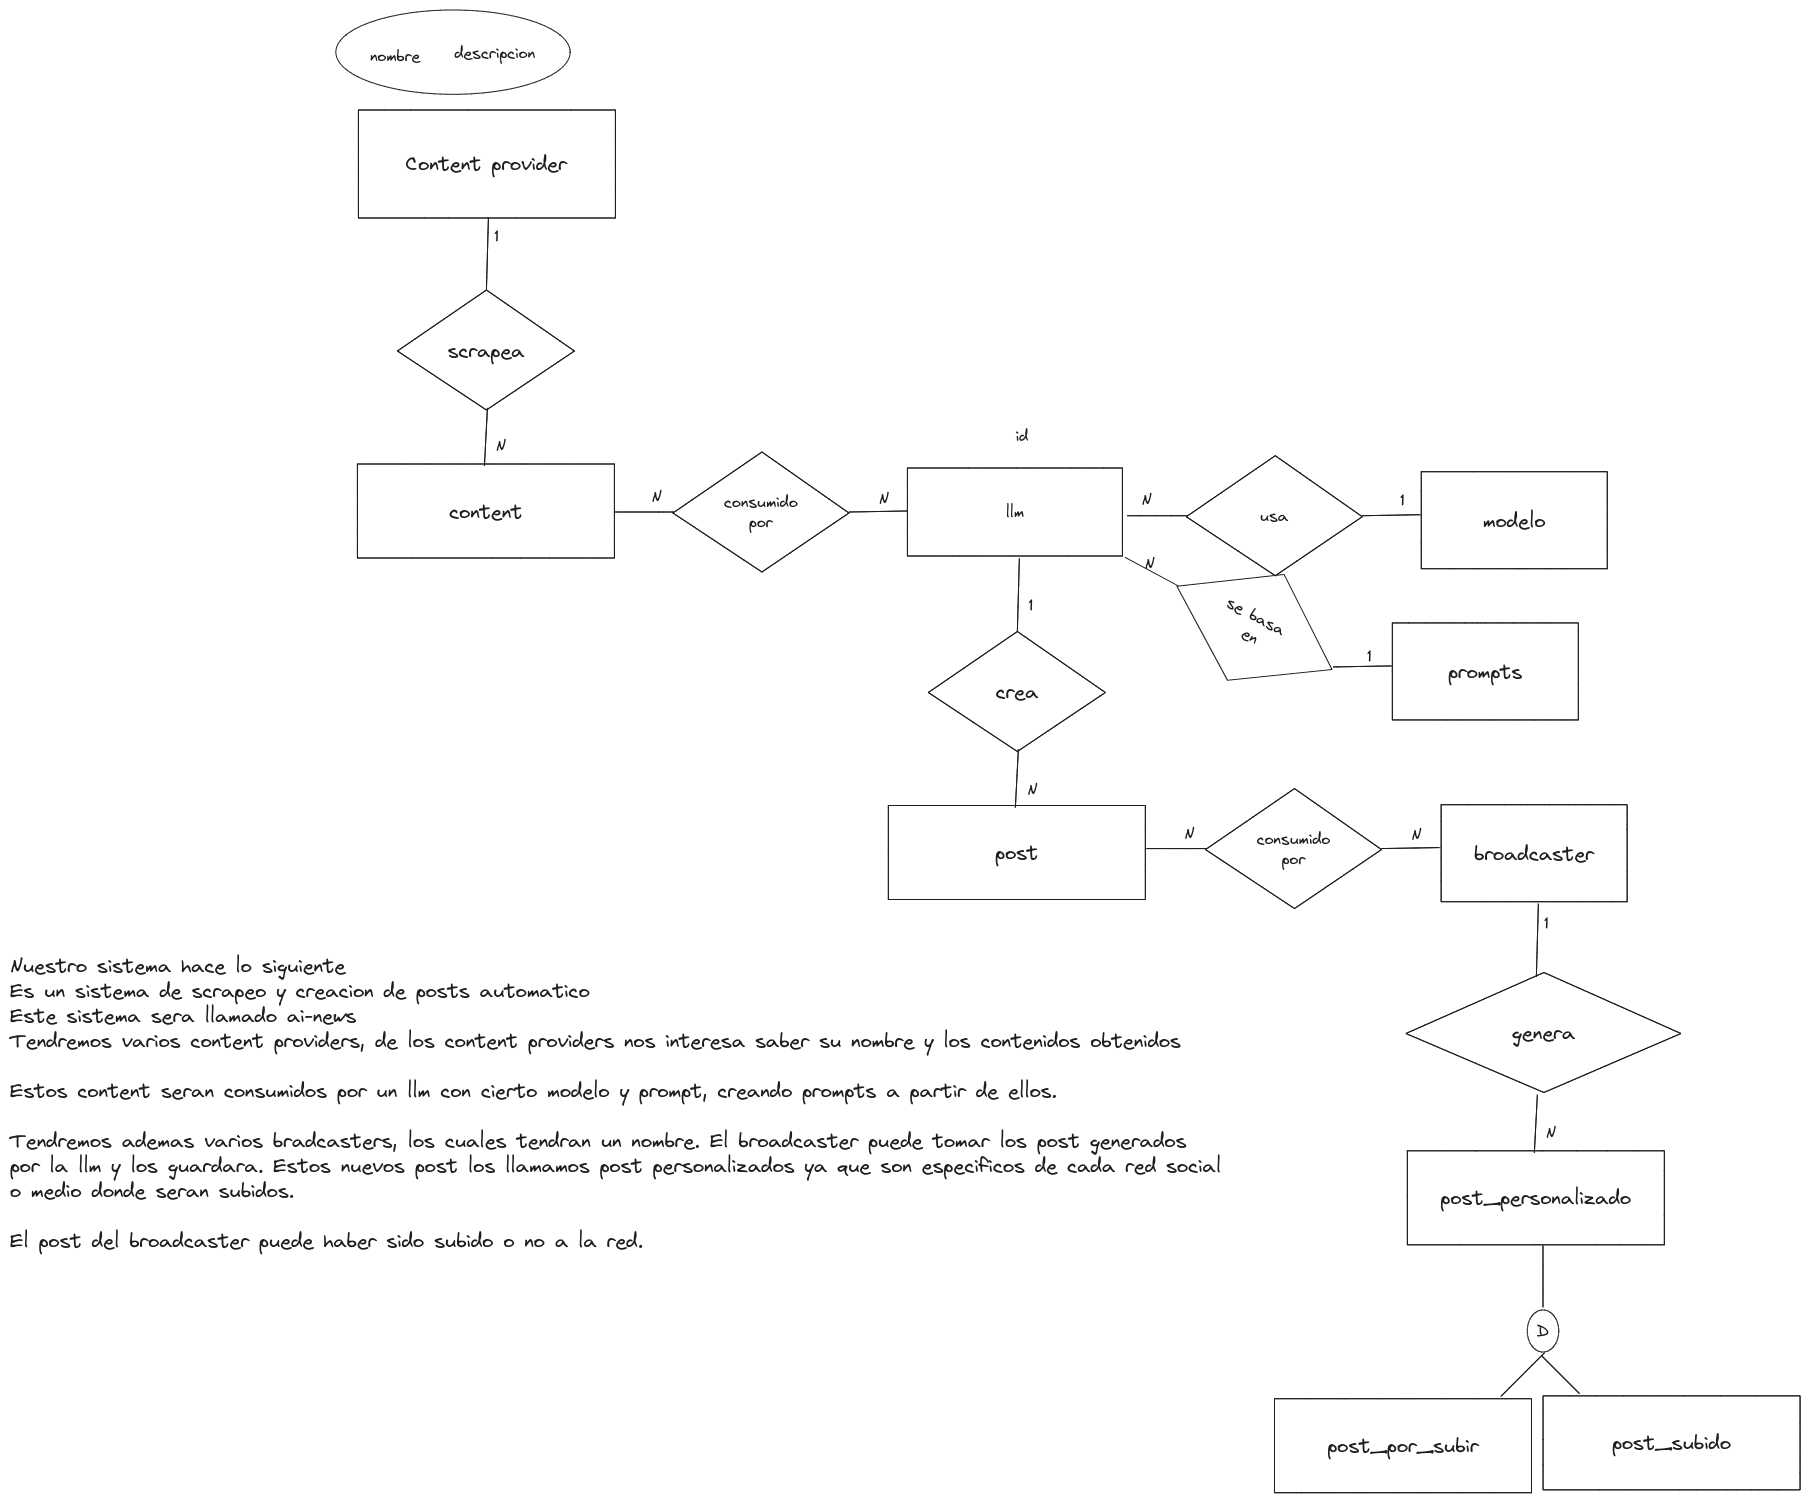 nombre descripcion
Content provider
1
scrapea
N
content
N
consumido
por
N
id
llm
N
usa
1
modelo
N
se basa
en
1
prompts
1
crea
N
post
N
consumido
por
N
broadcaster
1
genera
N
post_personalizado
D
post_por_subir
post_subido
Nuestro sistema hace lo siguiente
Es un sistema de scrapeo y creacion de posts automatico
Este sistema sera llamado ai-news
Tendremos varios content providers, de los content providers nos interesa saber su nombre y los contenidos obtenidos
Estos content seran consumidos por un llm con cierto modelo y prompt, creando prompts a partir de ellos.
Tendremos ademas varios bradcasters, los cuales tendran un nombre. El broadcaster puede tomar los post generados
por la llm y los guardara. Estos nuevos post los llamamos post personalizados ya que son especificos de cada red social
o medio donde seran subidos.
El post del broadcaster puede haber sido subido o no a la red.